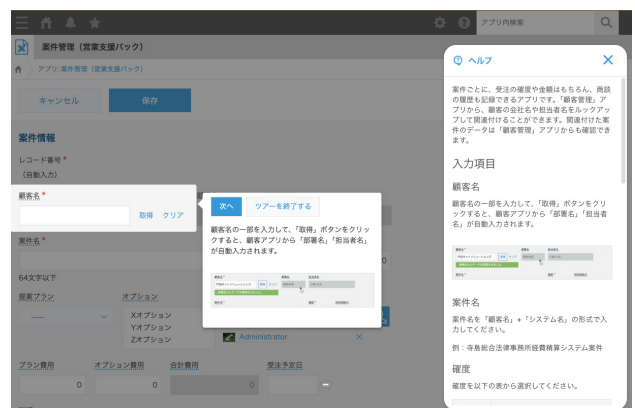 アプリ内検索
案件管理（営業支援パック）
アプリ: 案件管理（営業支援パック）
キャンセル
保存
案件情報
レコード番号 *
（自動入力）
顧客名 *
取得 クリア
案件名 *
64文字以下
提案プラン
オプション
-----
Xオプション
Yオプション
Zオプション
Administrator
プラン費用
オプション費用
合計費用
受注予定日
0
0
0
0
次へ
ツアーを終了する
顧客名の一部を入力して、「取得」ボタンをクリッ
クすると、顧客アプリから「部署名」「担当者名」
が自動入力されます。
ヘルプ
案件ごとに、受注の確度や金額はもちろん、商談
の履歴も記録できるアプリです。「顧客管理」ア
プリから、顧客の会社名や担当者名をルックアッ
プして関連付けることができます。関連付けた案
件のデータは「顧客管理」アプリからも確認でき
ます。
入力項目
顧客名
顧客名の一部を入力して、「取得」ボタンをクリ
ックすると、顧客アプリから「部署名」「担当者
名」が自動入力されます。
案件名
案件名を「顧客名」+「システム名」の形式で入
力してください。
例：寺島総合法律事務所経費精算システム案件
確度
確度を以下の表から選択してください。